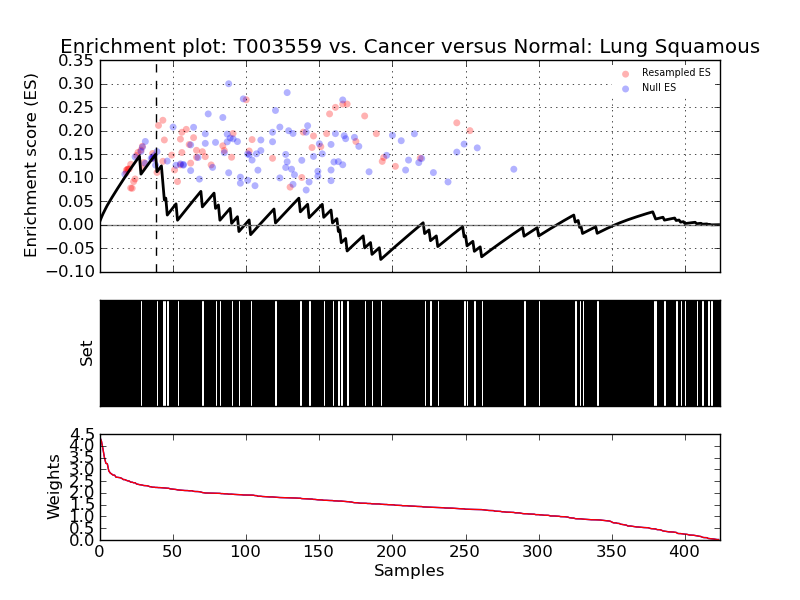 Enrichment plot: T003559 vs. Cancer versus Normal: Lung Squamous
Enrichment score (ES)
0.35
0.30
0.25
0.20
0.15
0.10
0.05
0.00
−0.05
−0.10
Resampled ES
Null ES
Set
Weights
4.5
4.0
3.5
3.0
2.5
2.0
1.5
1.0
0.5
0.0
0 50 100 150 200 250 300 350 400
Samples